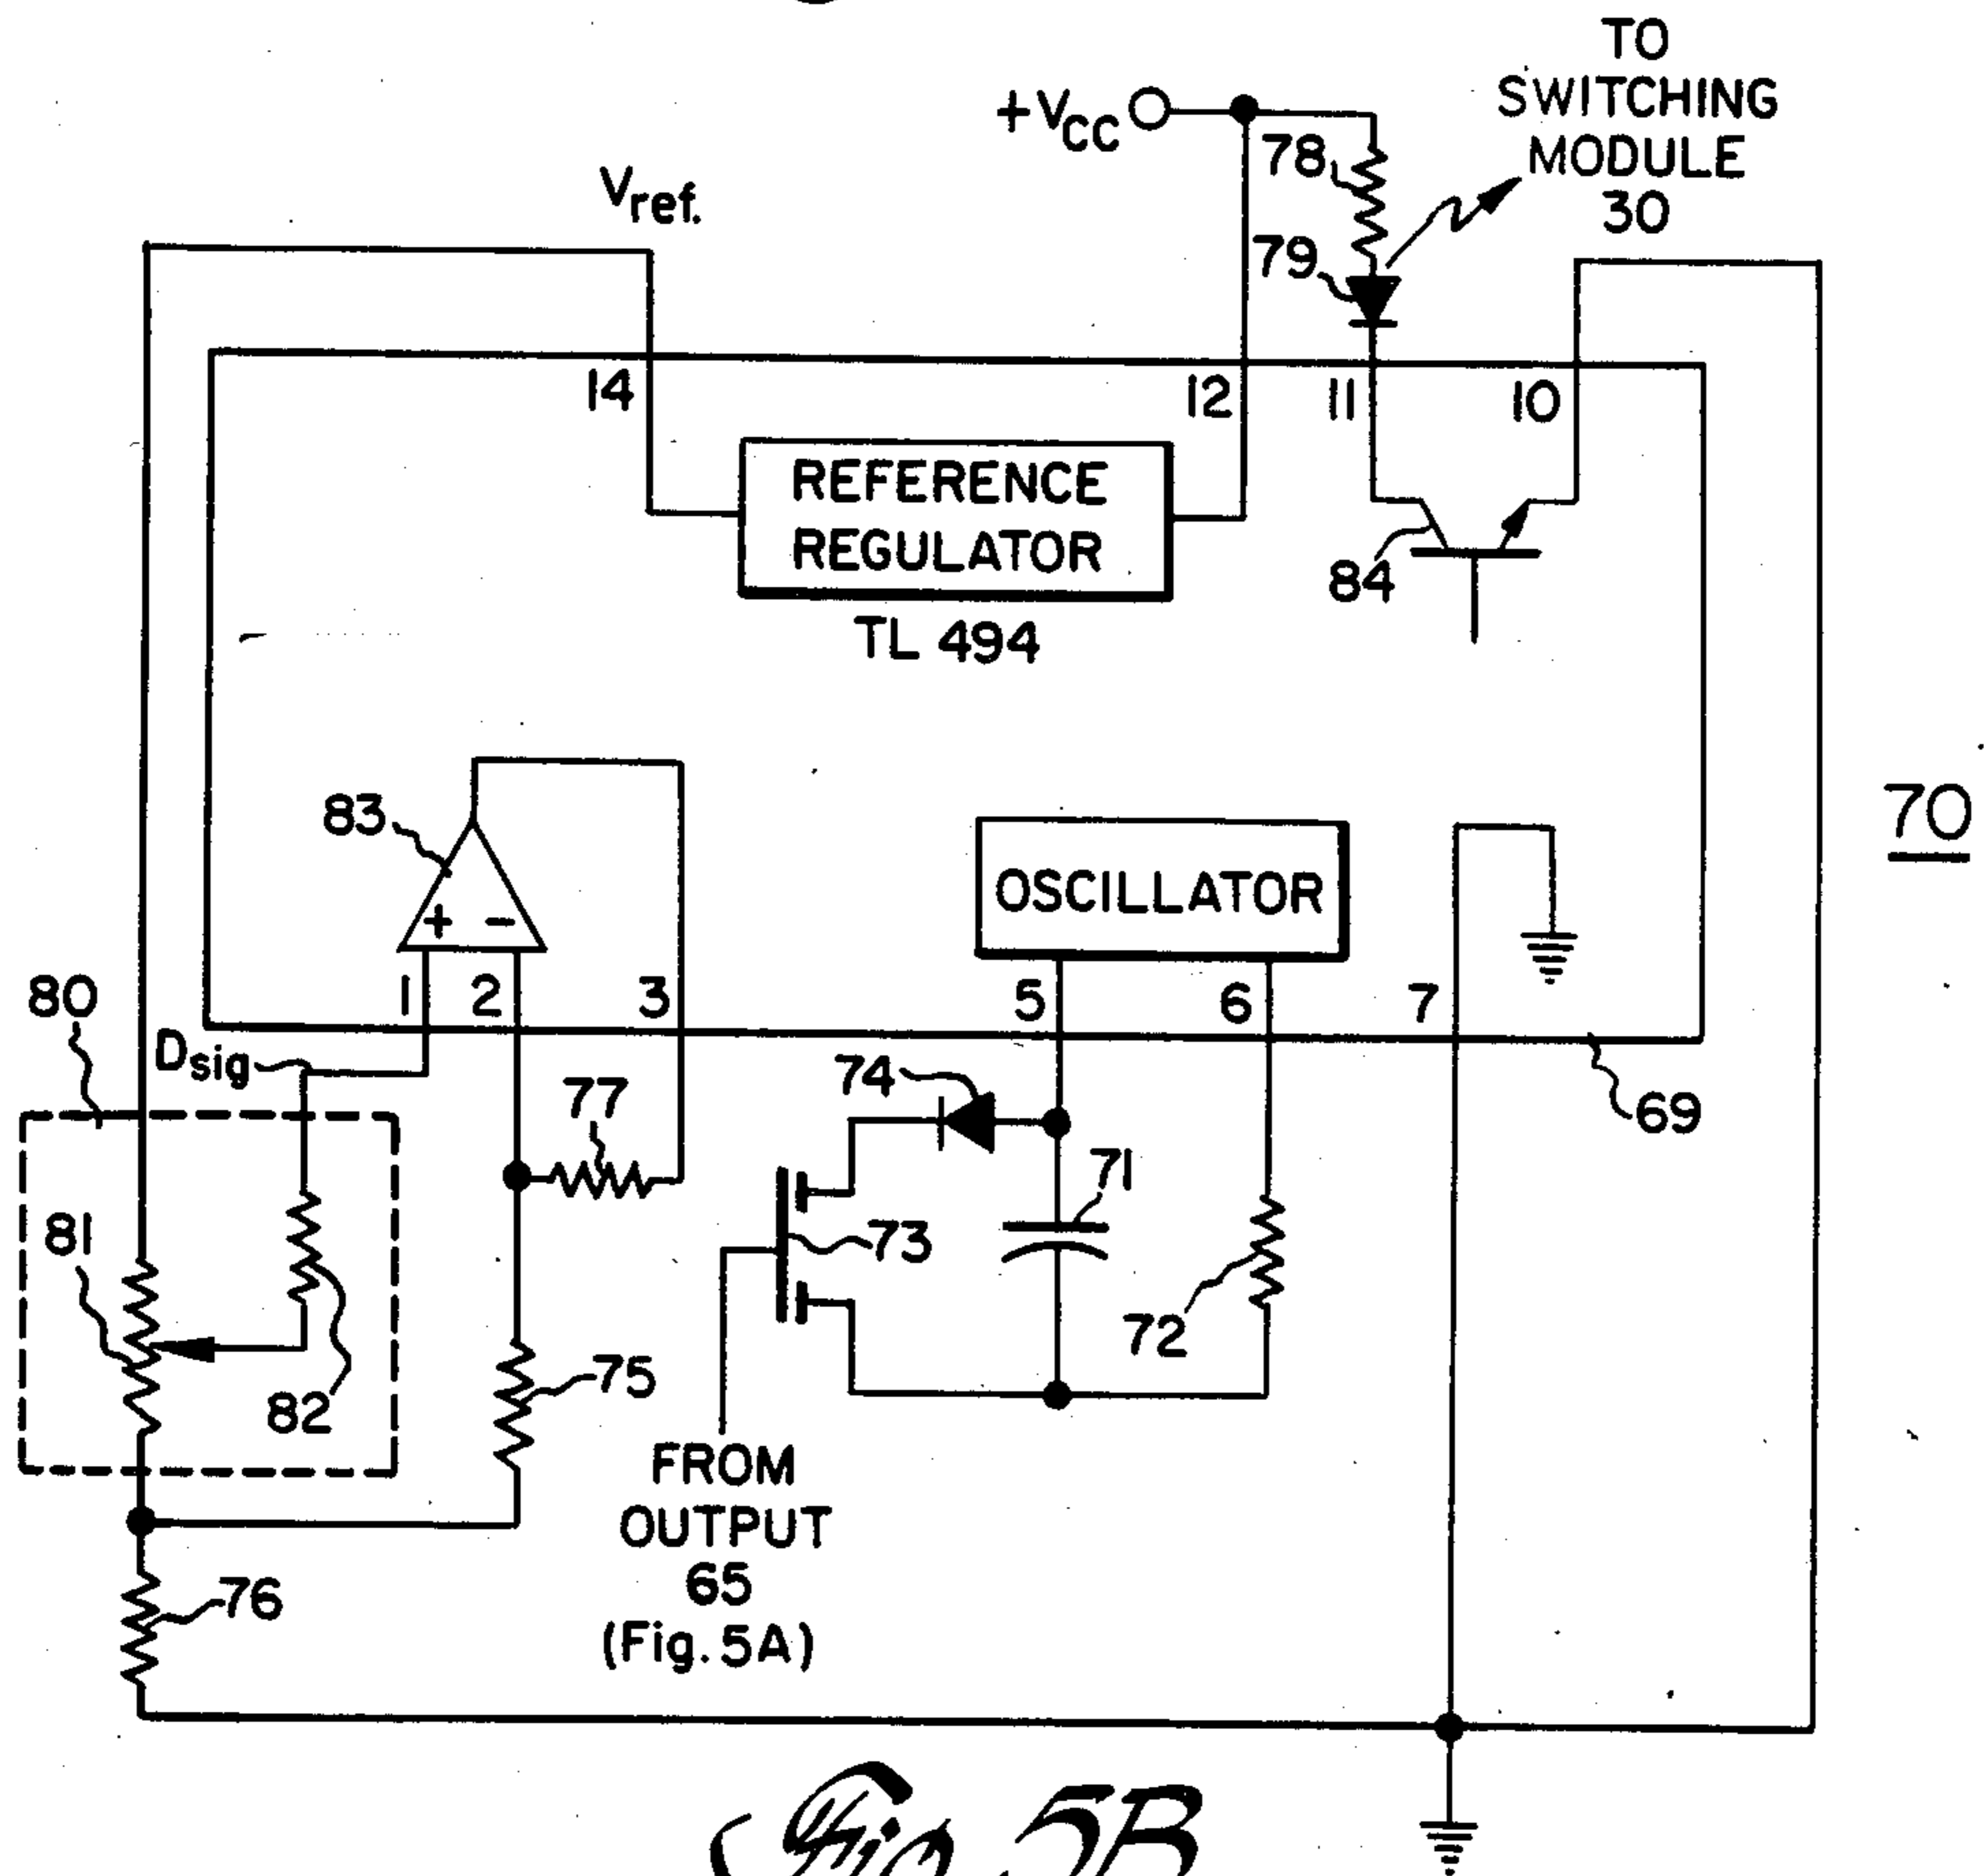 TO
SWITCHING
MODULE
30
+VCC
78
Vref.
79
14
12
11
10
REFERENCE
REGULATOR
84
TL 494
83
70
OSCILLATOR
+ -
80
1
2
3
5
6
7
Dsig
74
77
69
71
81
73
72
82
75
FROM
OUTPUT
65
(Fig. 5A)
76
Fig 5B